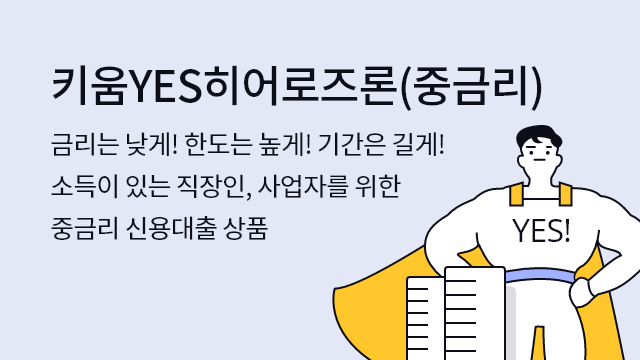 키움YES히어로즈론(중금리)
금리는 낮게! 한도는 높게! 기간은 길게!
소득이 있는 직장인, 사업자를 위한
중금리 신용대출 상품
YES!